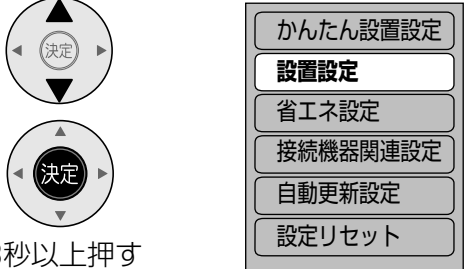 決定
決定
3秒以上押す
かんたん設置設定
設置設定
省エネ設定
接続機器関連設定
自動更新設定
設定リセット